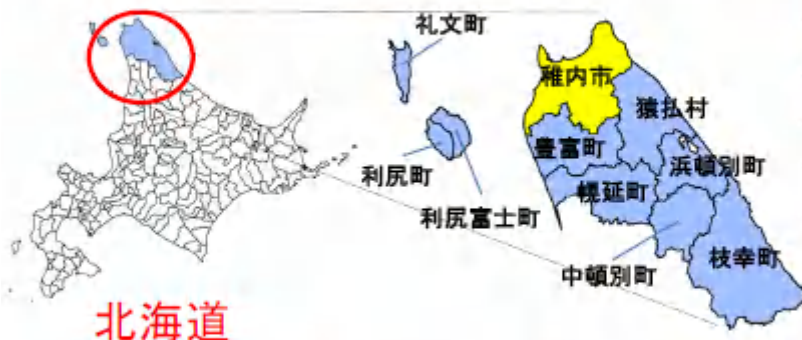 礼文町
稚内市
猿払村
豊富町
浜頓別町
利尻町
幌延町
利尻富士町
中頓別町
枝幸町
北海道